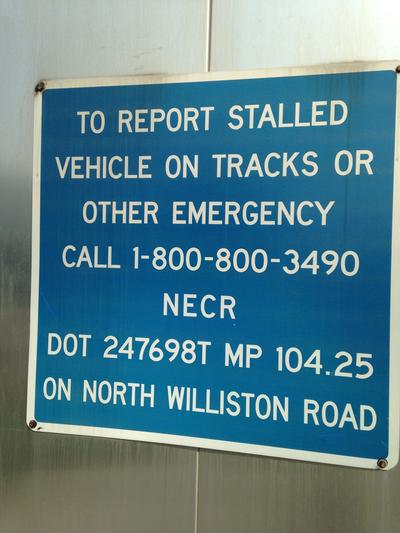 TO REPORT STALLED
VEHICLE ON TRACKS OR
OTHER EMERGENCY
CALL 1-800-800-3490
NECR
DOT 247698T MP 104.25
ON NORTH WILLISTON ROAD